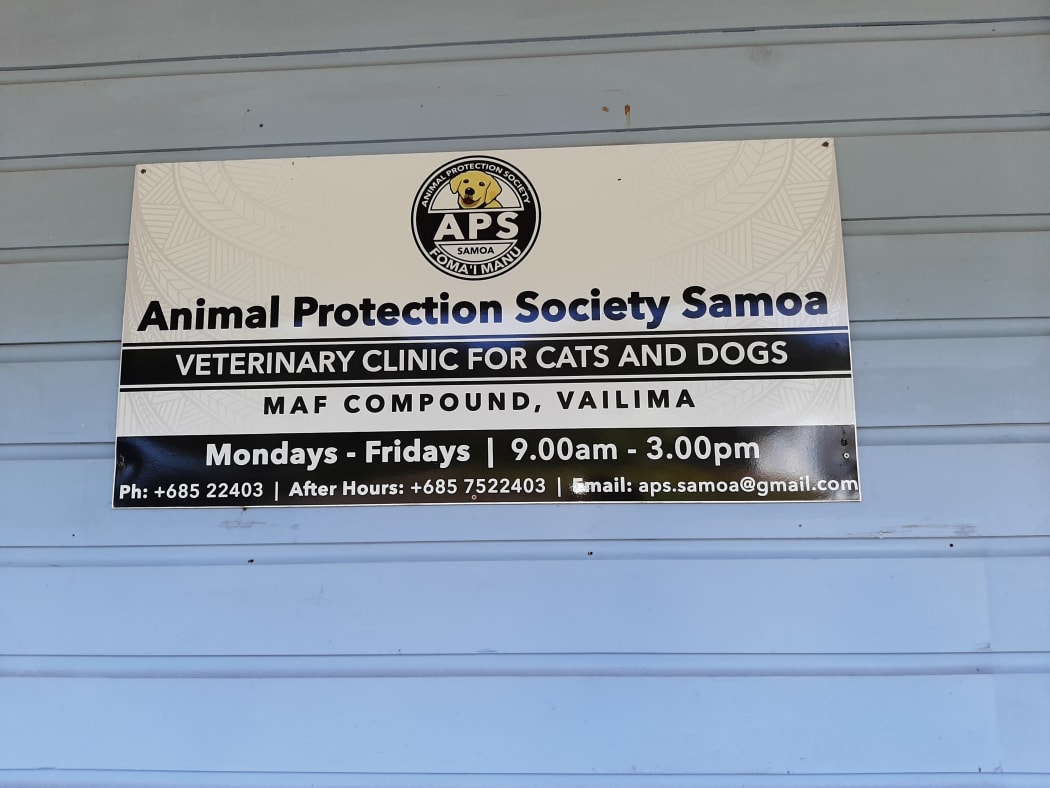 ANIMAL PROTECTION SOCIETY
APS
SAMOA
FOMA'I MANU
Animal Protection Society Samoa
VETERINARY CLINIC FOR CATS AND DOGS
MAF COMPOUND, VAILIMA
Mondays - Fridays | 9.00am - 3.00pm
Ph: +685 22403 | After Hours: +685 7522403 | Email: aps.samoa@gmail.com